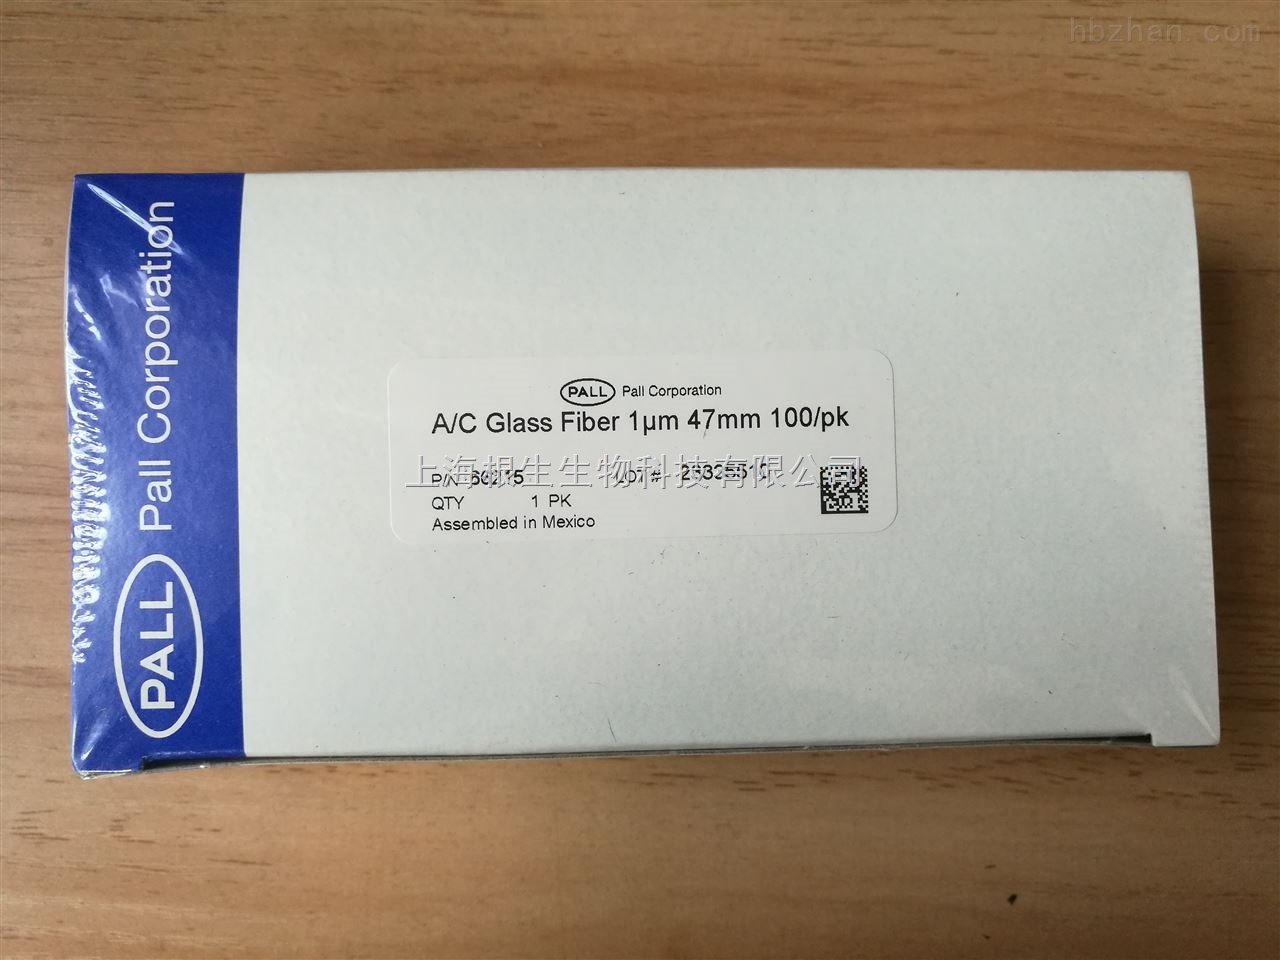 hbzhan.com
PALL Pall Corporation
PALL Pall Corporation
A/C Glass Fiber 1µm 47mm 100/pk
P/N LOT #
上海根生生物科技有限公司
QTY 1 PK
Assembled in Mexico